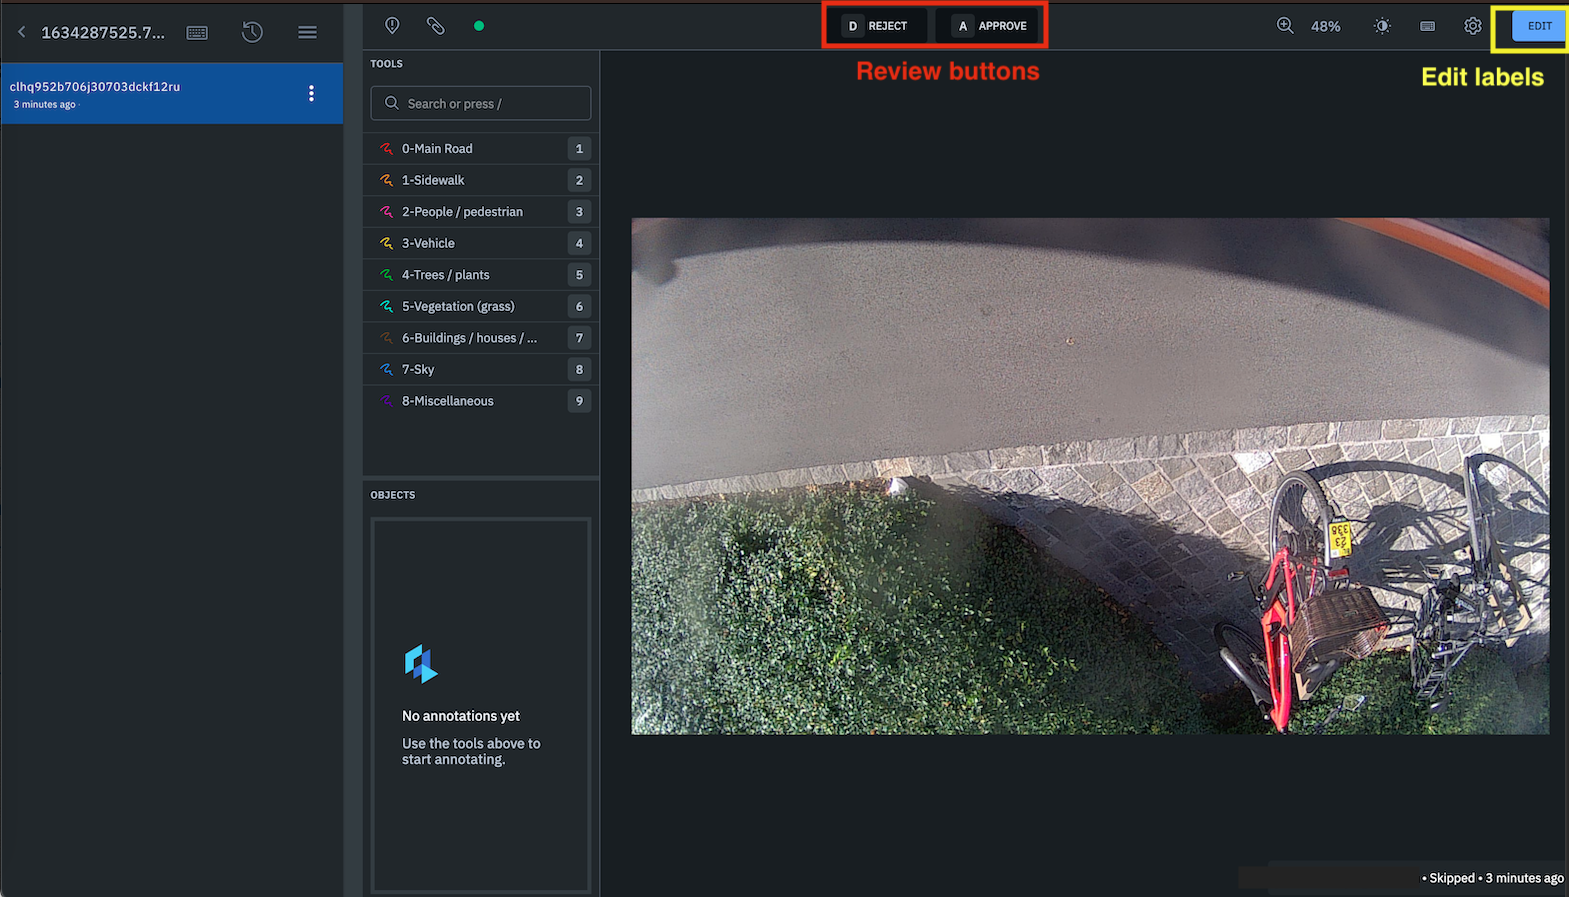 1634287525.7...
clhq952b706j30703dckf12ru
3 minutes ago ·
D REJECT
A APPROVE
48%
EDIT
Review buttons
Edit labels
TOOLS
Search or press /
0-Main Road 1
1-Sidewalk 2
2-People / pedestrian 3
3-Vehicle 4
4-Trees / plants 5
5-Vegetation (grass) 6
6-Buildings / houses / ... 7
7-Sky 8
8-Miscellaneous 9
OBJECTS
No annotations yet
Use the tools above to
start annotating.
338
23
• Skipped • 3 minutes ago